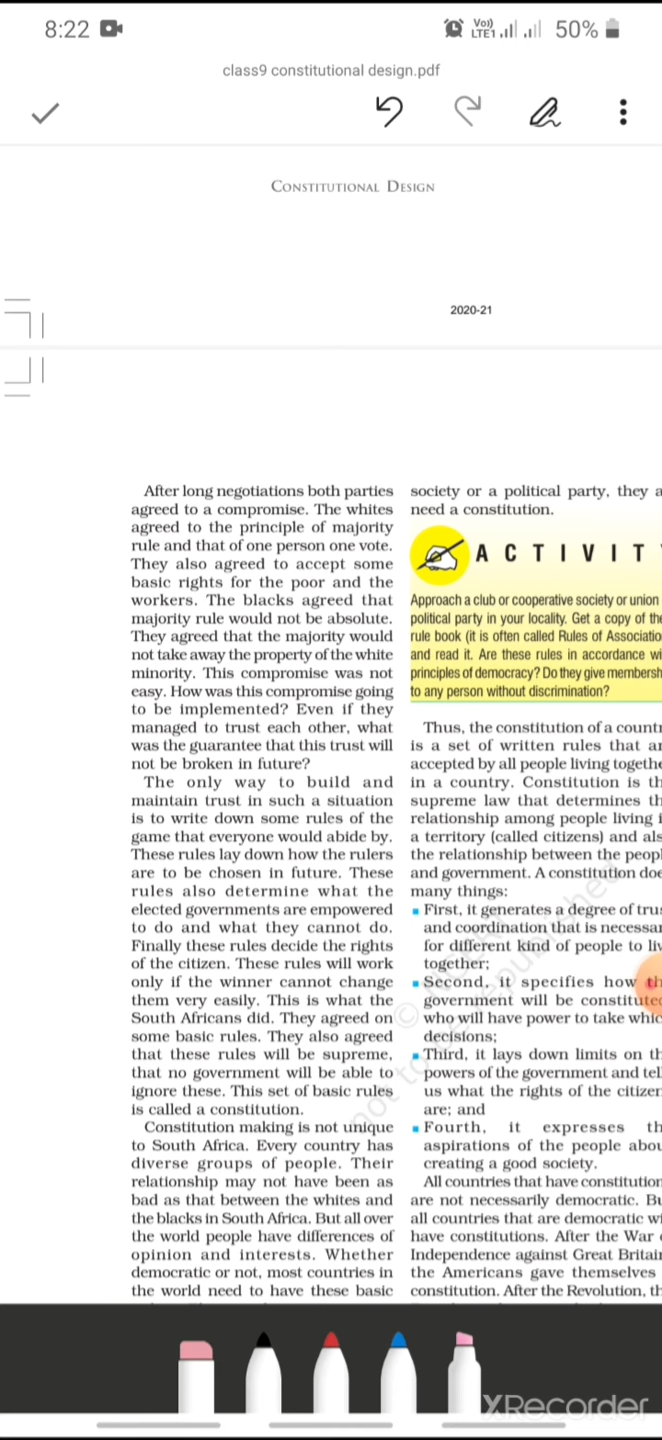 8:22
Vo))
LTE1
50%
class9 constitutional design.pdf
CONSTITUTIONAL DESIGN
2020-21
After long negotiations both parties
agreed to a compromise. The whites
agreed to the principle of majority
rule and that of one person one vote.
They also agreed to accept some
basic rights for the poor and the
workers. The blacks agreed that
majority rule would not be absolute.
They agreed that the majority would
not take away the property of the white
minority. This compromise was not
easy. How was this compromise going
to be implemented? Even if they
managed to trust each other, what
was the guarantee that this trust will
not be broken in future?
The only way to build and
maintain trust in such a situation
is to write down some rules of the
game that everyone would abide by.
These rules lay down how the rulers
are to be chosen in future. These
rules also determine what the
elected governments are empowered
to do and what they cannot do.
Finally these rules decide the rights
of the citizen. These rules will work
only if the winner cannot change
them very easily. This is what the
South Africans did. They agreed on
some basic rules. They also agreed
that these rules will be supreme,
that no government will be able to
ignore these. This set of basic rules
is called a constitution.
Constitution making is not unique
to South Africa. Every country has
diverse groups of people. Their
relationship may not have been as
bad as that between the whites and
the blacks in South Africa. But all over
the world people have differences of
opinion and interests. Whether
democratic or not, most countries in
the world need to have these basic
society or a political party, they a
need a constitution.
ACTIVIT
Approach a club or cooperative society or union
political party in your locality. Get a copy of the
rule book (it is often called Rules of Associatio
and read it. Are these rules in accordance wi
principles of democracy? Do they give membersh
to any person without discrimination?
Thus, the constitution of a countr
is a set of written rules that ar
accepted by all people living togethe
in a country. Constitution is th
supreme law that determines th
relationship among people living i
a territory (called citizens) and als
the relationship between the peopl
and government. A constitution doe
many things:
▪ First, it generates a degree of trus
and coordination that is necessar
for different kind of people to liv
together;
▪ Second, it specifies how th
government will be constituted
who will have power to take whic
decisions;
▪ Third, it lays down limits on th
powers of the government and tel
us what the rights of the citizen
are; and
▪ Fourth, it expresses th
aspirations of the people abou
creating a good society.
All countries that have constitution
are not necessarily democratic. Bu
all countries that are democratic wi
have constitutions. After the War
Independence against Great Britain
the Americans gave themselves
constitution. After the Revolution, th
not to be republished
XRecorder